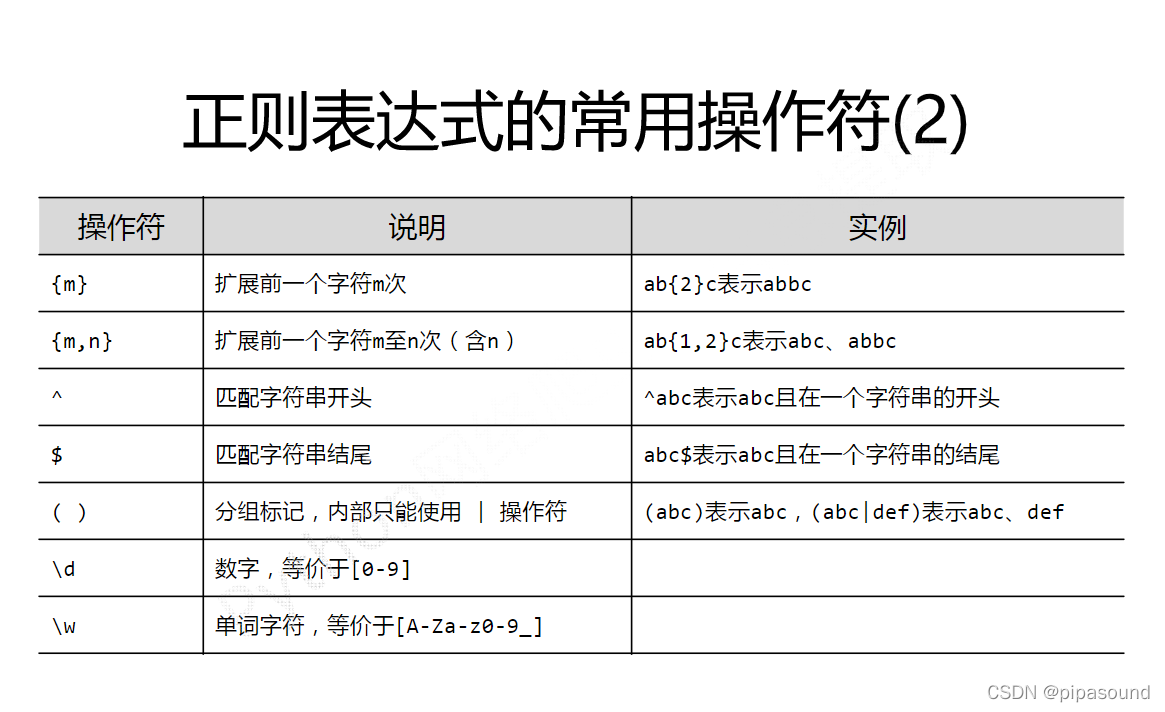 正则表达式的常用操作符(2)
操作符 说明 实例
{m} 扩展前一个字符m次 ab{2}c表示abbc
{m,n} 扩展前一个字符m至n次（含n） ab{1,2}c表示abc、abbc
^ 匹配字符串开头 ^abc表示abc且在一个字符串的开头
$ 匹配字符串结尾 abc$表示abc且在一个字符串的结尾
( ) 分组标记，内部只能使用 | 操作符 (abc)表示abc，(abc|def)表示abc、def
\d 数字，等价于[0-9]
\w 单词字符，等价于[A-Za-z0-9_]
CSDN @pipasound